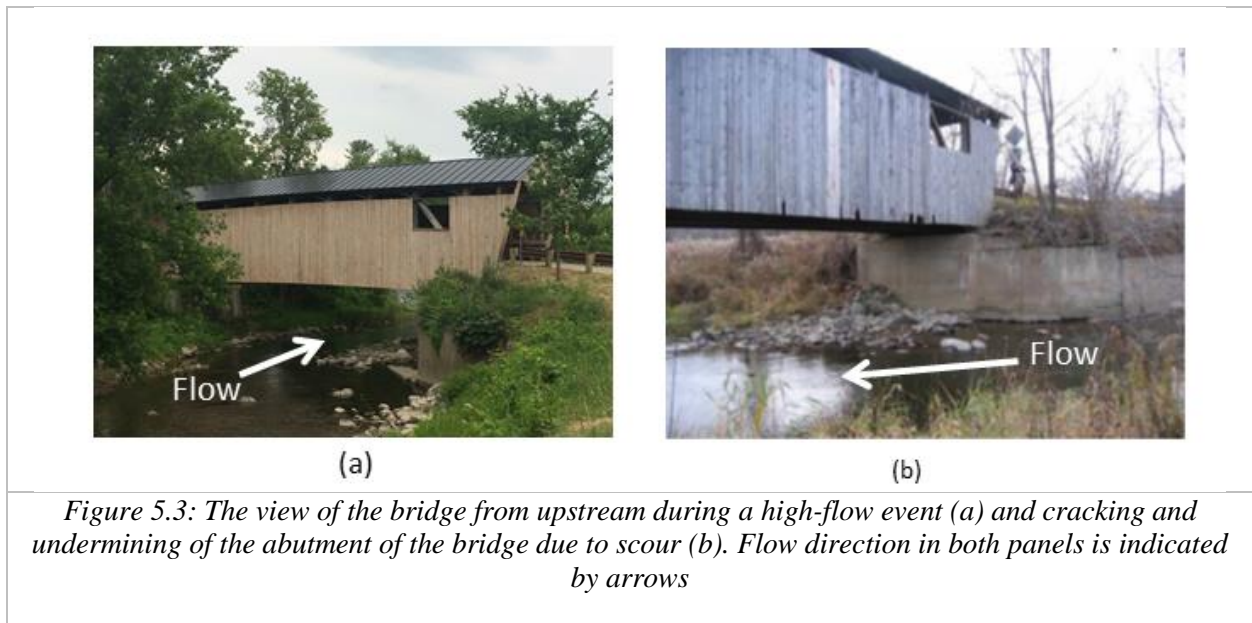 Flow
Flow
(a)
(b)
Figure 5.3: The view of the bridge from upstream during a high-flow event (a) and cracking and
undermining of the abutment of the bridge due to scour (b). Flow direction in both panels is indicated
by arrows